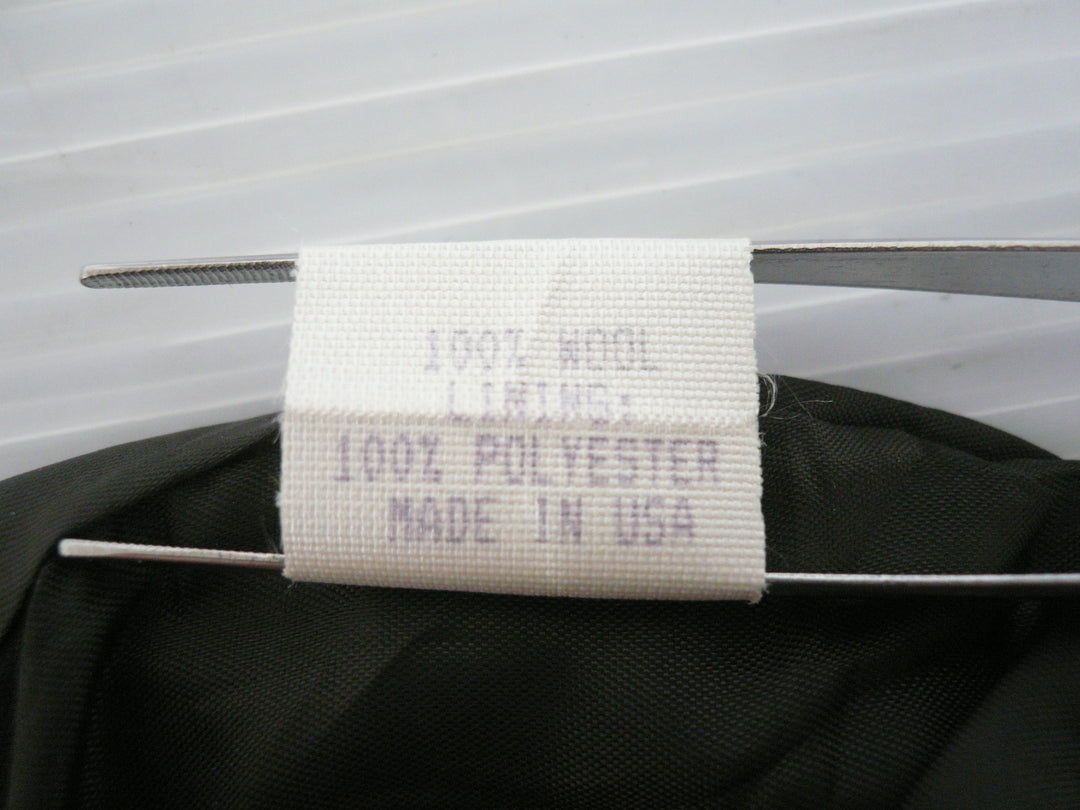 100% WOOL
LINING:
100% POLYESTER
MADE IN USA